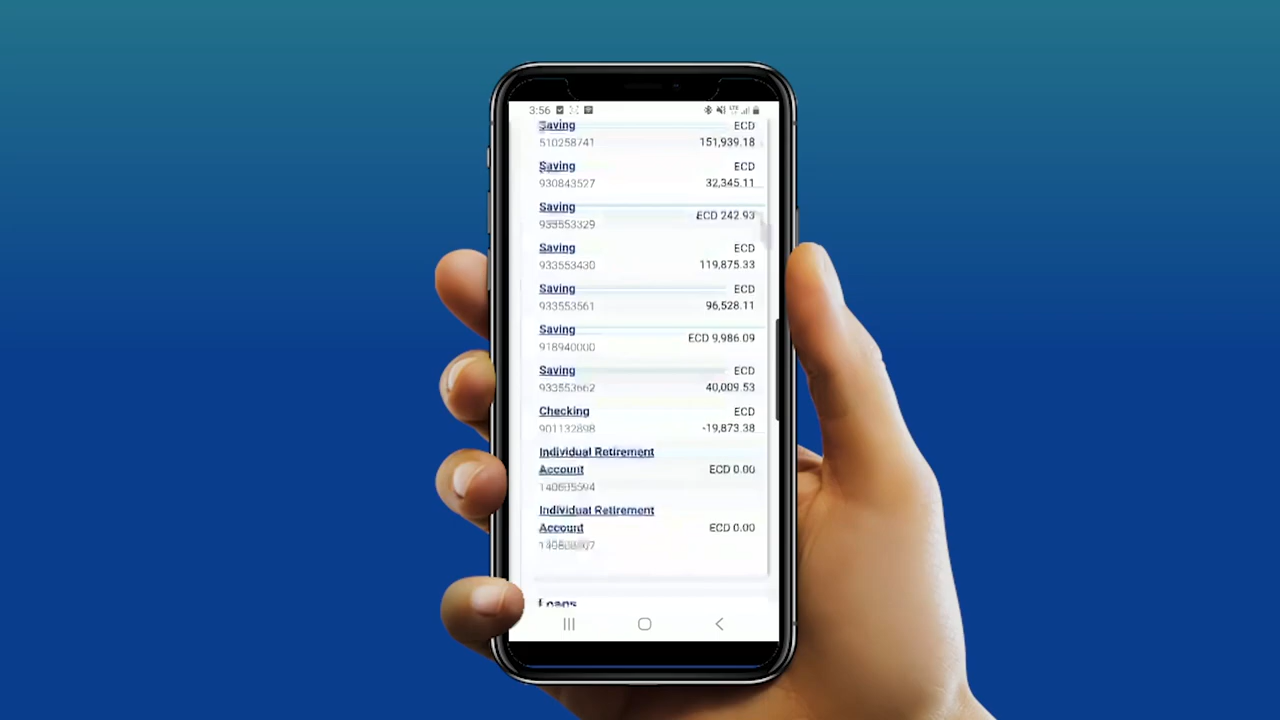 3:56 LTE
Saving ECD
510258741 151,939.18
Saving ECD
930843527 32,345.11
Saving
ECD 242.93
933553329
Saving ECD
933553430 119,875.33
Saving ECD
933553561 96,528.11
Saving
ECD 9,986.09
918940000
Saving ECD
933553662 40,009.53
Checking ECD
901132898 -19,873.38
Individual Retirement
Account ECD 0.00
Individual Retirement
Account ECD 0.00
Loans